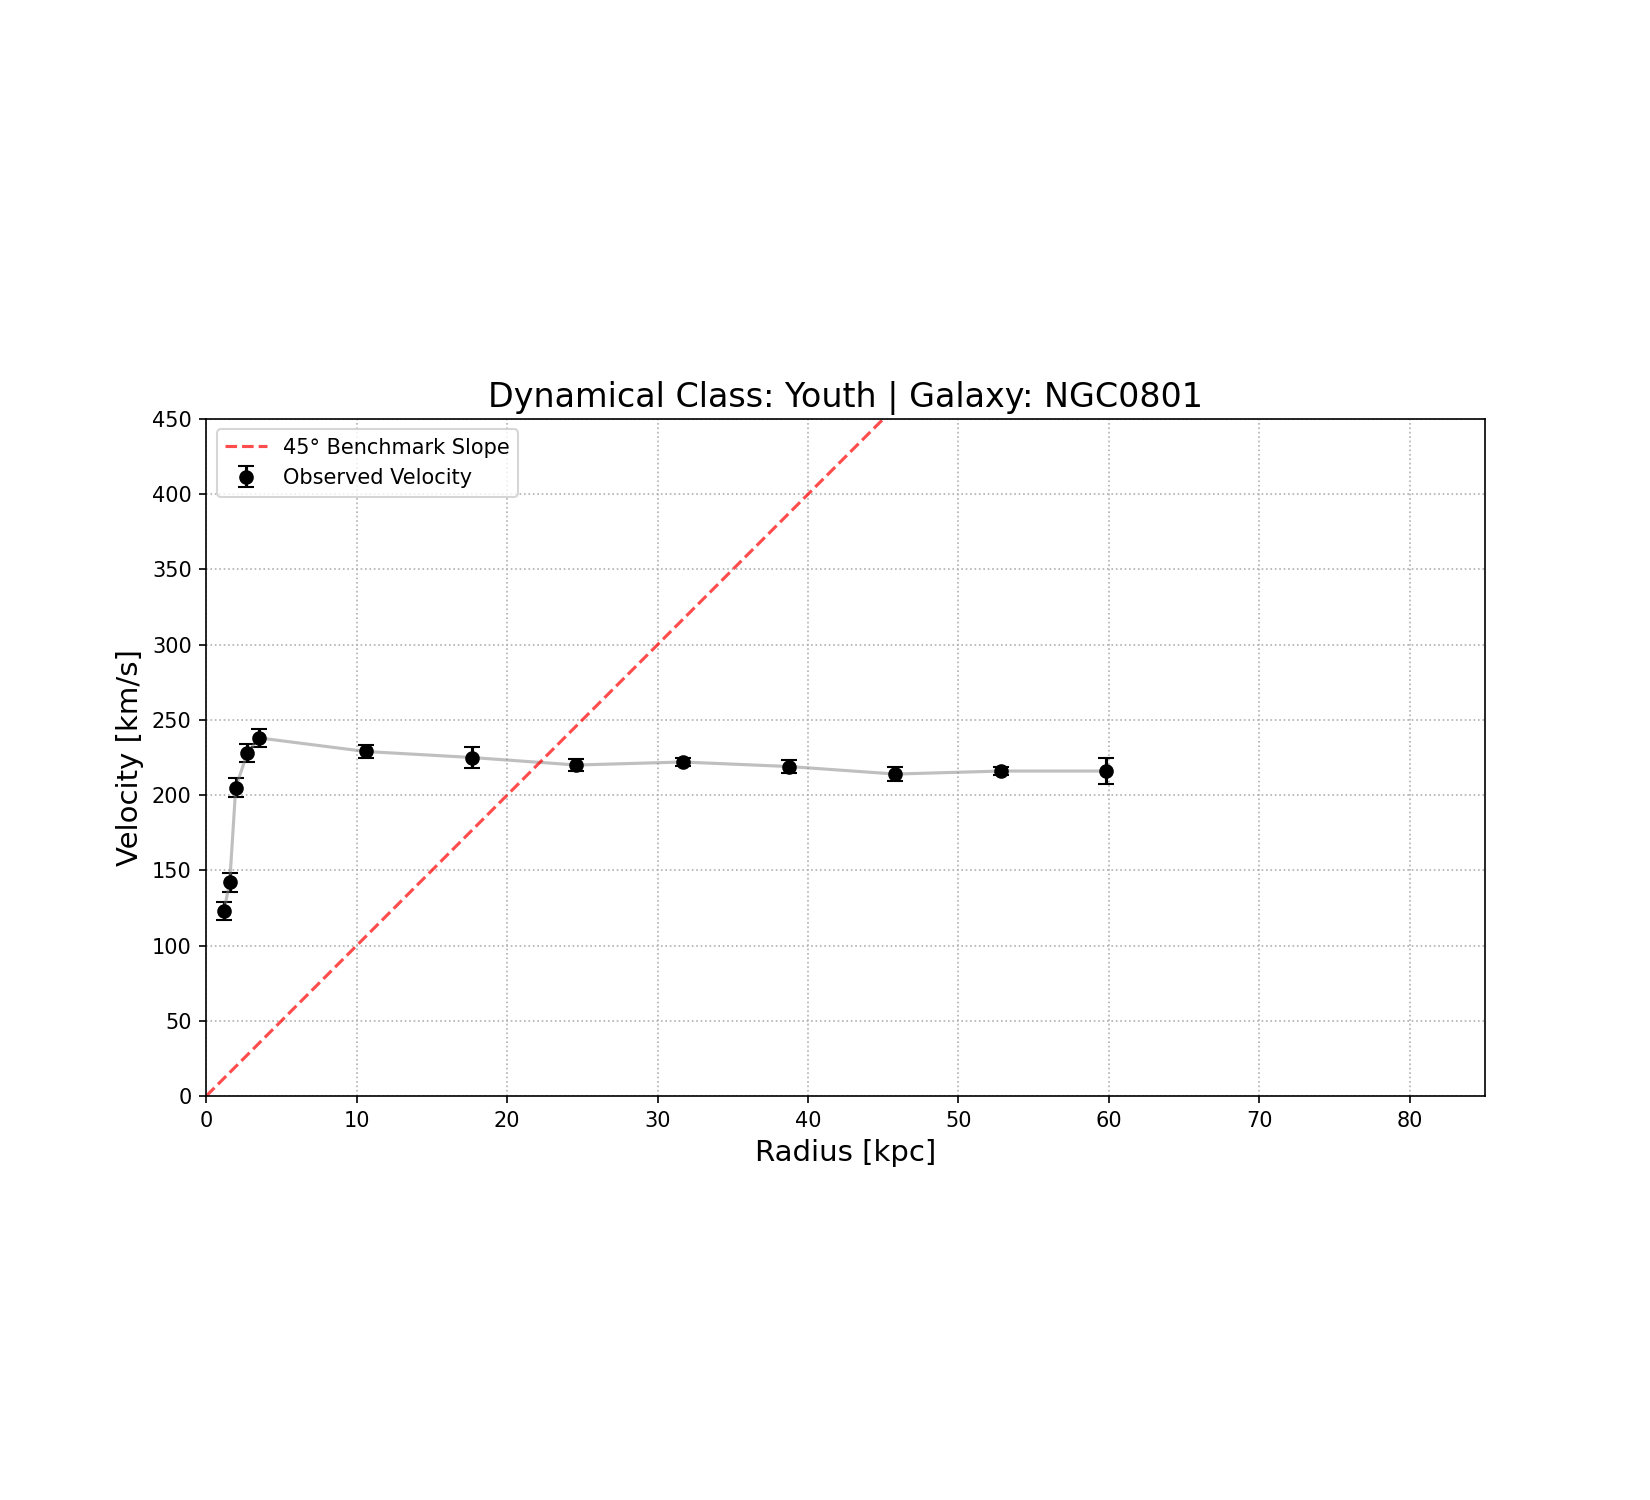 Dynamical Class: Youth | Galaxy: NGC0801
45° Benchmark Slope
Observed Velocity
450
400
350
300
250
200
150
100
50
0
Velocity [km/s]
0 10 20 30 40 50 60 70 80
Radius [kpc]